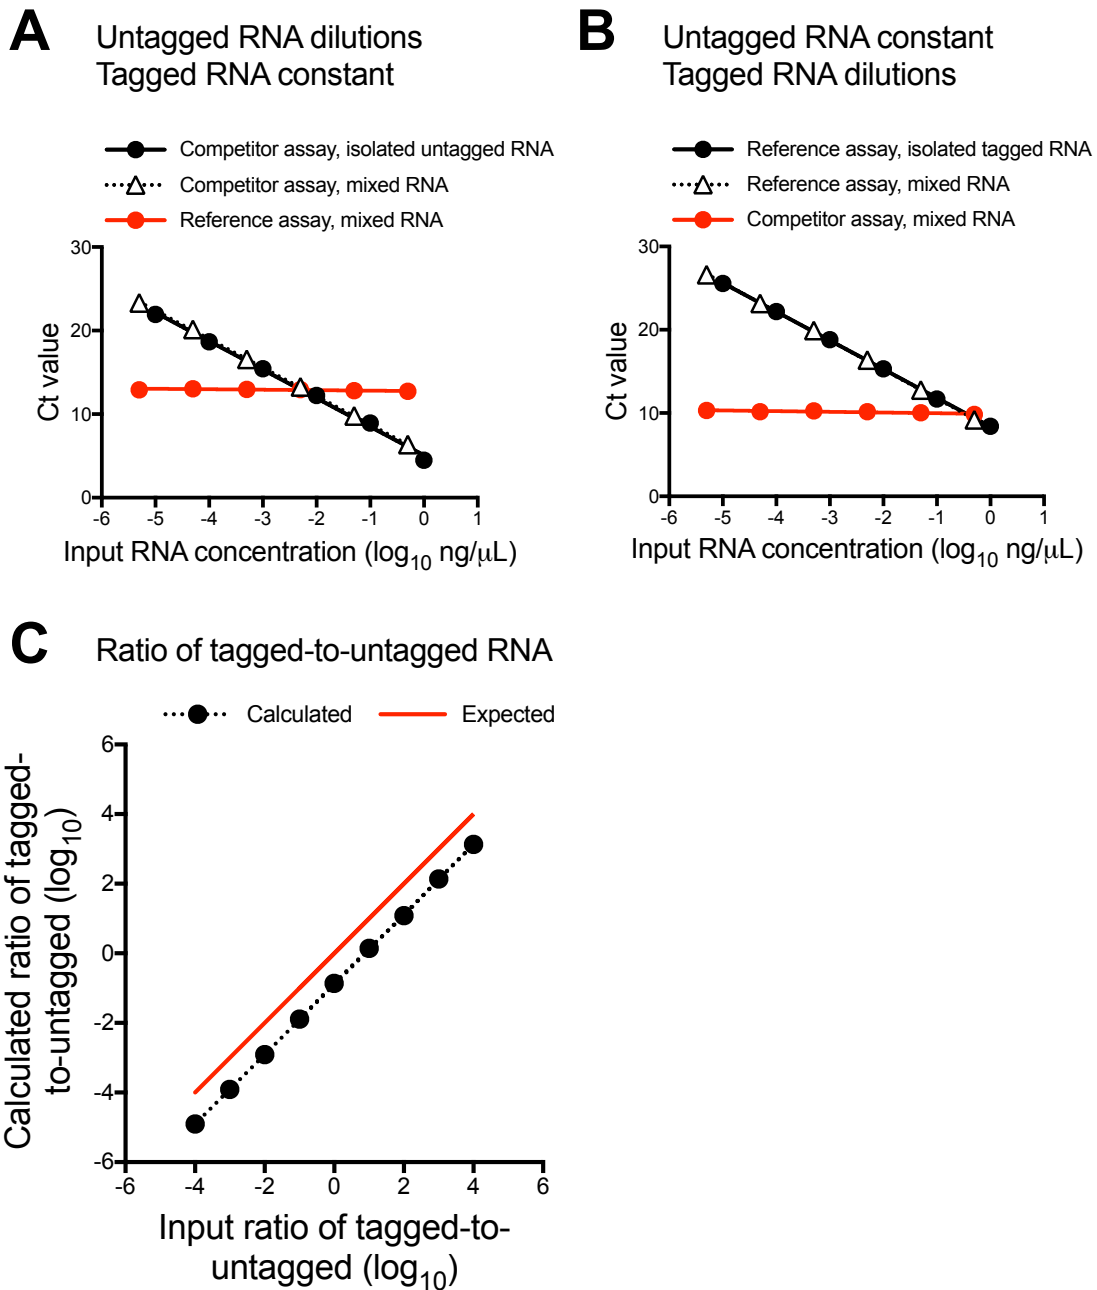 A
Untagged RNA dilutions
Tagged RNA constant
Competitor assay, isolated untagged RNA
Competitor assay, mixed RNA
Reference assay, mixed RNA
30
20
10
0
Ct value
-6 -5 -4 -3 -2 -1 0 1
Input RNA concentration (log10 ng/μL)
B
Untagged RNA constant
Tagged RNA dilutions
Reference assay, isolated tagged RNA
Reference assay, mixed RNA
Competitor assay, mixed RNA
30
20
10
0
Ct value
-6 -5 -4 -3 -2 -1 0 1
Input RNA concentration (log10 ng/μL)
C
Ratio of tagged-to-untagged RNA
Calculated Expected
6
4
2
0
-2
-4
-6
Calculated ratio of tagged-
to-untagged (log10)
-6 -4 -2 0 2 4 6
Input ratio of tagged-to-
untagged (log10)